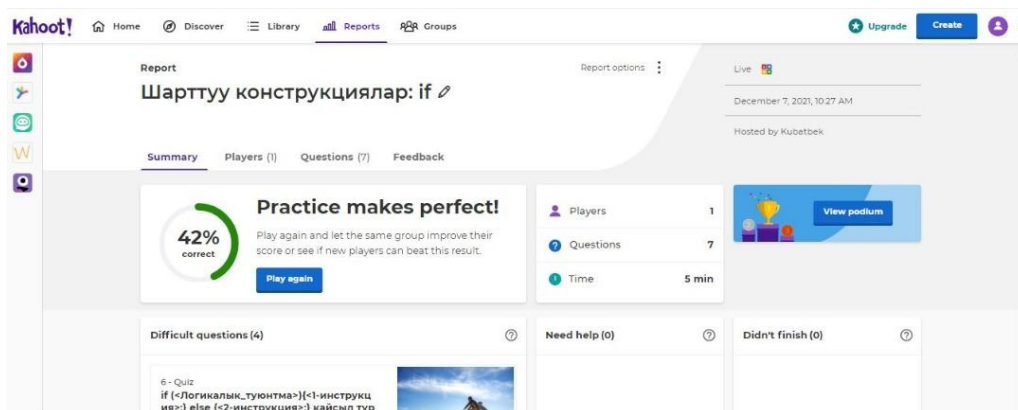 Kahoot! Home Discover Library Reports Groups Upgrade Create
Report
Report options
Шарттуу конструкциялар: if
Live
December 7, 2021, 10:27 AM
Hosted by Kubatbek
Summary Players (1) Questions (7) Feedback
42%
correct
Practice makes perfect!
Play again and let the same group improve their
score or see if new players can beat this result.
Play again
Players 1
Questions 7
Time 5 min
View podium
Difficult questions (4)
Need help (0)
Didn't finish (0)
6 - Quiz
if (<Логикалык_туюнтма>){<1-инструкц
ия>;} else {<2-инструкция>;} кайсыл тур